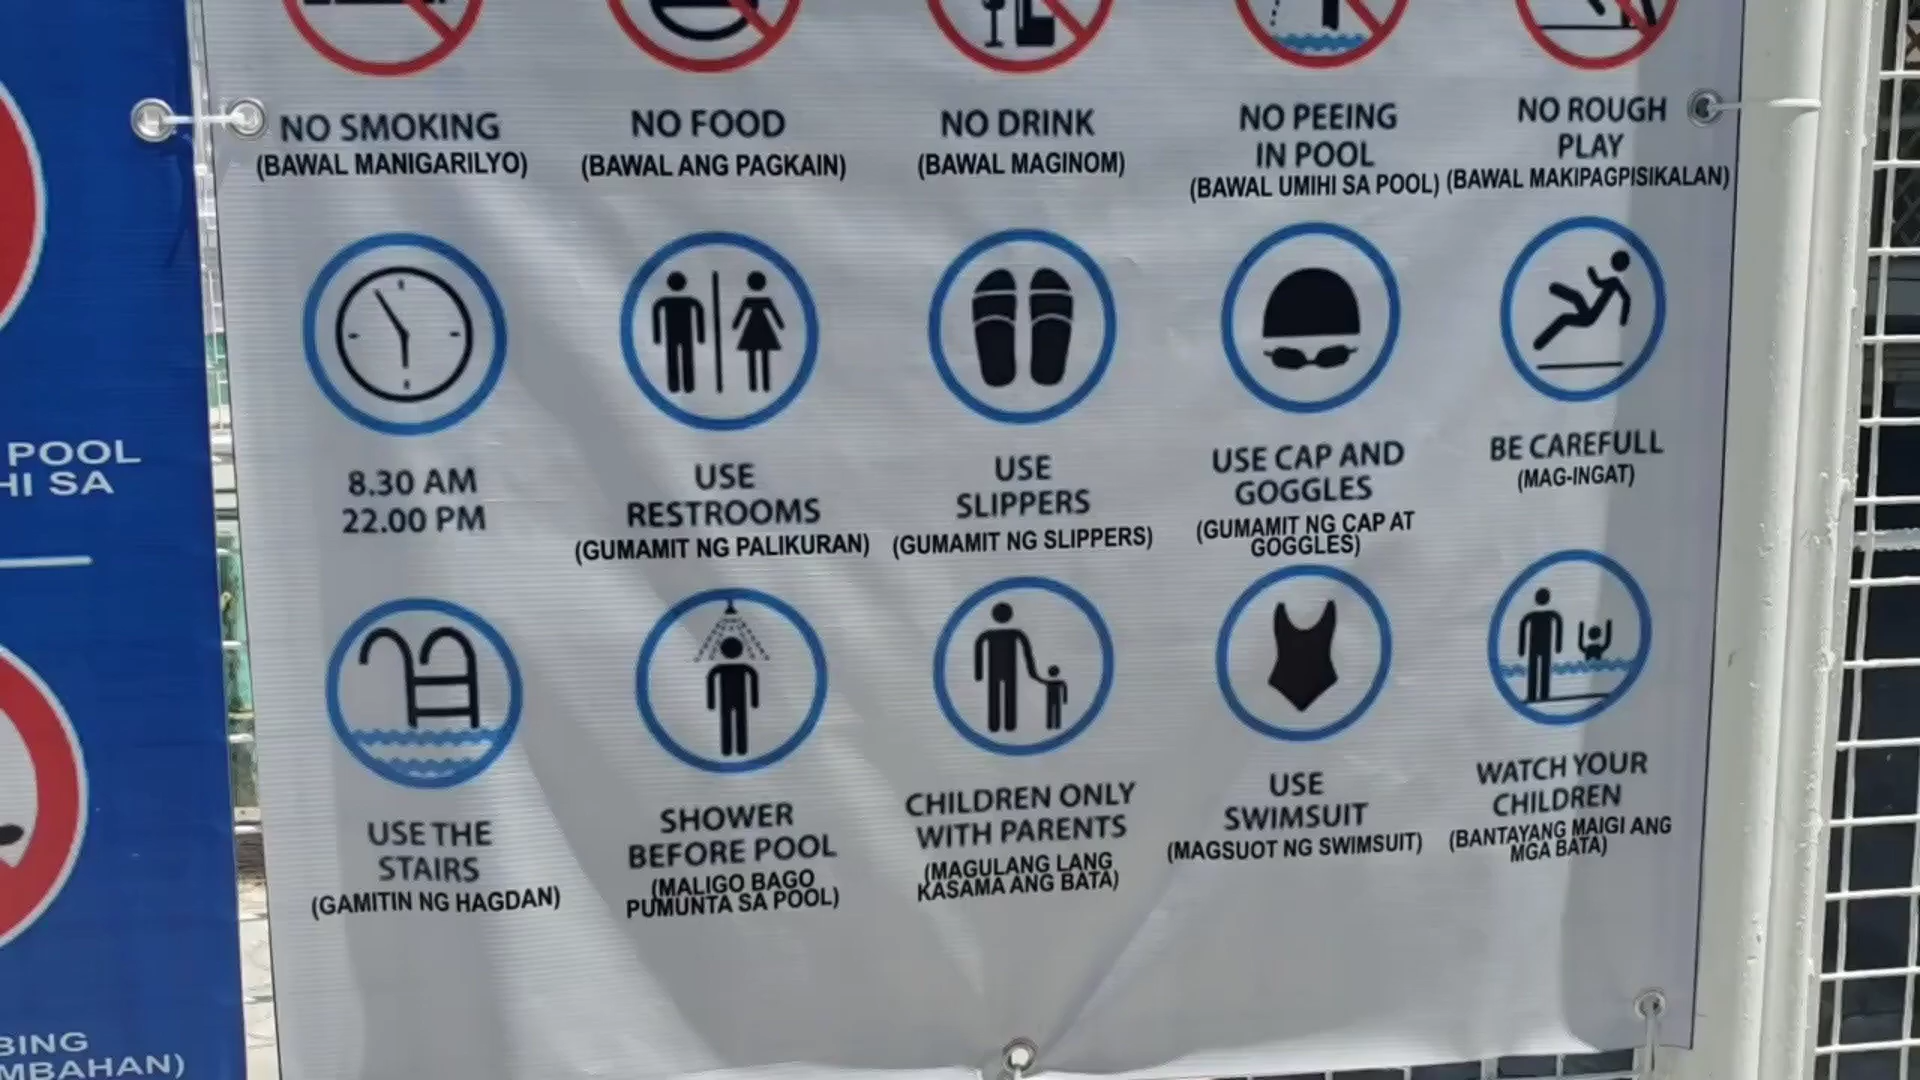 NO SMOKING
(BAWAL MANIGARILYO)
NO FOOD
(BAWAL ANG PAGKAIN)
NO DRINK
(BAWAL MAGINOM)
NO PEEING
IN POOL
(BAWAL UMIHI SA POOL)
NO ROUGH
PLAY
(BAWAL MAKIPAGPISIKALAN)
8.30 AM
22.00 PM
USE
RESTROOMS
(GUMAMIT NG PALIKURAN)
USE
SLIPPERS
(GUMAMIT NG SLIPPERS)
USE CAP AND
GOGGLES
(GUMAMIT NG CAP AT
GOGGLES)
BE CAREFULL
(MAG-INGAT)
USE THE
STAIRS
(GAMITIN NG HAGDAN)
SHOWER
BEFORE POOL
(MALIGO BAGO
PUMUNTA SA POOL)
CHILDREN ONLY
WITH PARENTS
(MAGULANG LANG
KASAMA ANG BATA)
USE
SWIMSUIT
(MAGSUOT NG SWIMSUIT)
WATCH YOUR
CHILDREN
(BANTAYANG MAIGI ANG
MGA BATA)
POOL
HI SA
BING
MBAHAN)